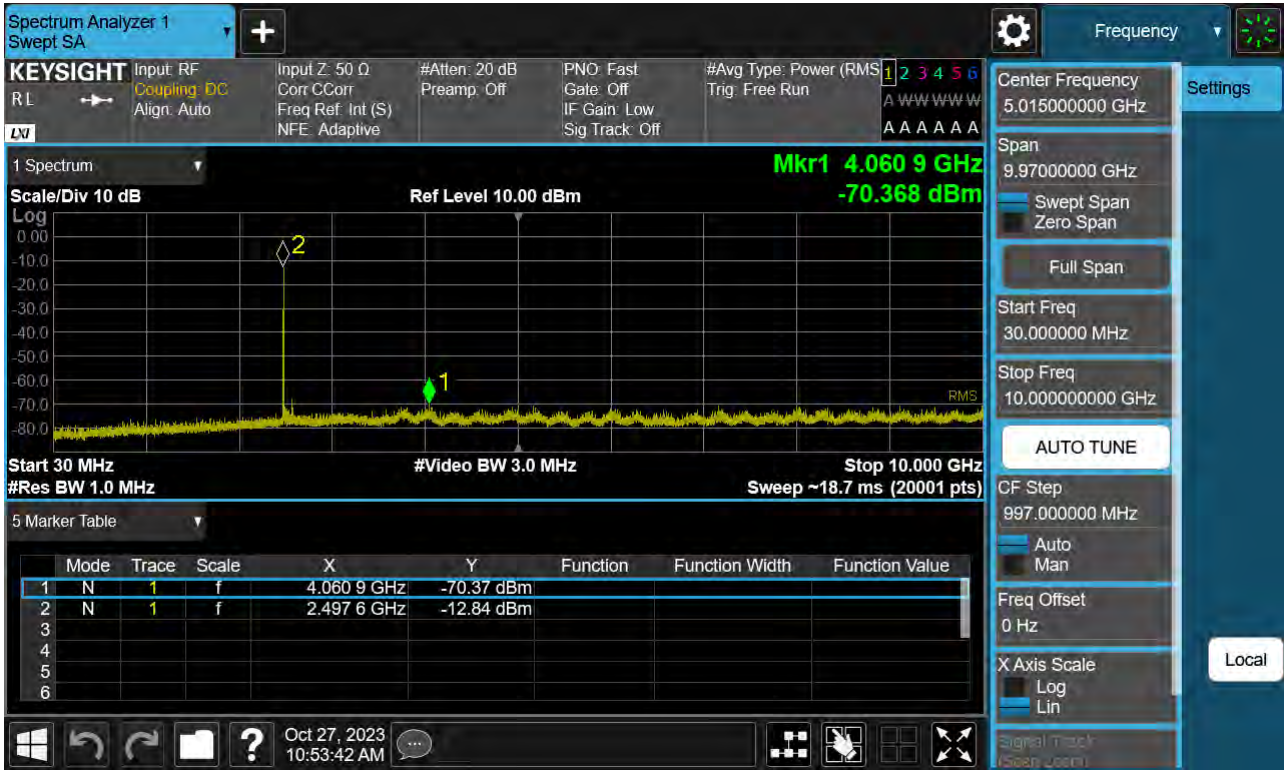 Spectrum Analyzer 1
Swept SA
Frequency
KEYSIGHT
RL
LXI
Input: RF
Coupling: DC
Align: Auto
Input Z: 50 Ω
Corr CCorr
Freq Ref: Int (S)
NFE: Adaptive
#Atten: 20 dB
Preamp: Off
PNO: Fast
Gate: Off
IF Gain: Low
Sig Track: Off
#Avg Type: Power (RMS
Trig: Free Run
1 2 3 4 5 6
A W W W W W
A A A A A A
1 Spectrum
Mkr1 4.060 9 GHz
-70.368 dBm
Scale/Div 10 dB
Ref Level 10.00 dBm
Log
0.00
-10.0
-20.0
-30.0
-40.0
-50.0
-60.0
-70.0
-80.0
2
1
RMS
Start 30 MHz
#Video BW 3.0 MHz
Stop 10.000 GHz
#Res BW 1.0 MHz
Sweep ~18.7 ms (20001 pts)
5 Marker Table
Mode Trace Scale X Y Function Function Width Function Value
1 N 1 f 4.060 9 GHz -70.37 dBm
2 N 1 f 2.497 6 GHz -12.84 dBm
3
4
5
6
?
Oct 27, 2023
10:53:42 AM
Center Frequency
5.015000000 GHz
Settings
Span
9.97000000 GHz
Swept Span
Zero Span
Full Span
Start Freq
30.000000 MHz
Stop Freq
10.000000000 GHz
AUTO TUNE
CF Step
997.000000 MHz
Auto
Man
Freq Offset
0 Hz
X Axis Scale
Log
Lin
Local
Signal Track
(Span Zoom)